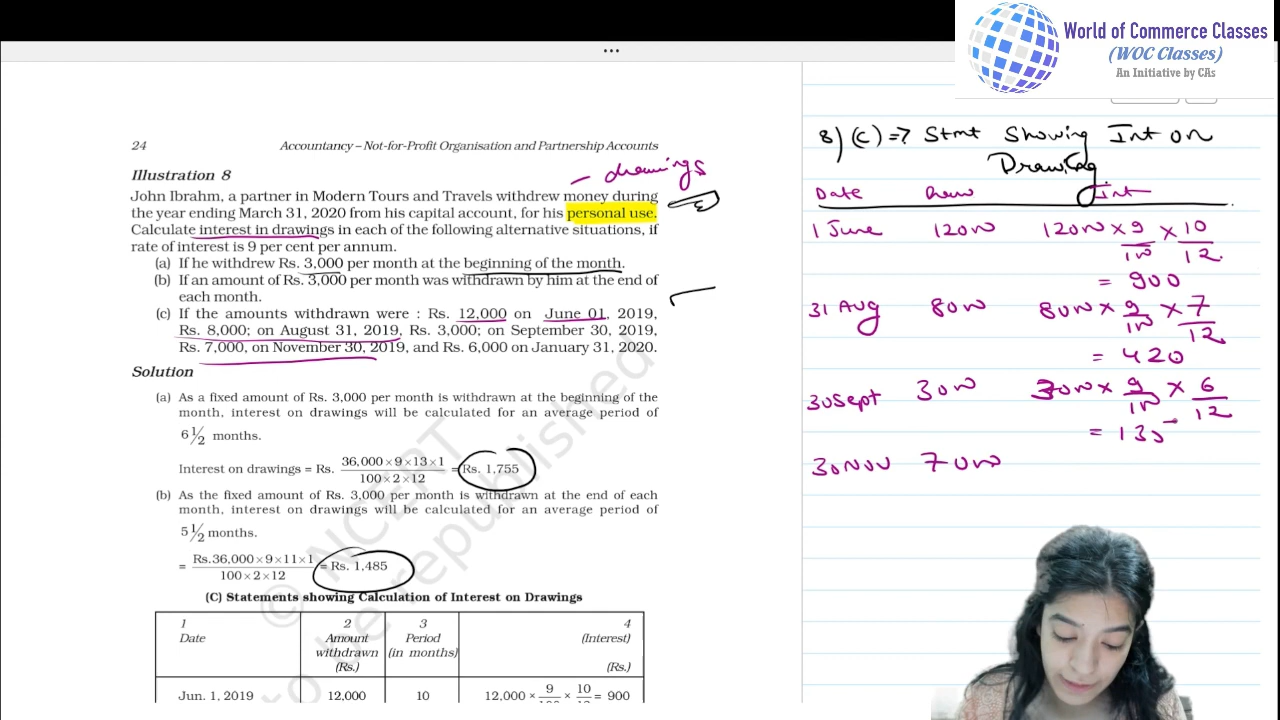 •••
World of Commerce Classes
(WOC Classes)
An Initiative by CAs
24 Accountancy – Not-for-Profit Organisation and Partnership Accounts
Illustration 8
– drawings
John Ibrahm, a partner in Modern Tours and Travels withdrew money during
the year ending March 31, 2020 from his capital account, for his personal use.
Calculate interest in drawings in each of the following alternative situations, if
rate of interest is 9 per cent per annum.
(a) If he withdrew Rs. 3,000 per month at the beginning of the month.
(b) If an amount of Rs. 3,000 per month was withdrawn by him at the end of
each month.
(c) If the amounts withdrawn were : Rs. 12,000 on June 01, 2019,
Rs. 8,000; on August 31, 2019, Rs. 3,000; on September 30, 2019,
Rs. 7,000, on November 30, 2019, and Rs. 6,000 on January 31, 2020.
Solution
(a) As a fixed amount of Rs. 3,000 per month is withdrawn at the beginning of the
month, interest on drawings will be calculated for an average period of
6 1/2 months.
Interest on drawings = Rs. 36,000×9×13×1 / 100×2×12 = Rs. 1,755
(b) As the fixed amount of Rs. 3,000 per month is withdrawn at the end of each
month, interest on drawings will be calculated for an average period of
5 1/2 months.
= Rs.36,000×9×11×1 / 100×2×12 = Rs. 1,485
(C) Statements showing Calculation of Interest on Drawings
1 2 3 4
Date Amount Period (Interest)
withdrawn (in months)
(Rs.) (Rs.)
Jun. 1, 2019 12,000 10 12,000 × 9/100 × 10/12 = 900
© NCERT
to be republished
8) (C) => Stmt Showing Int on
Drawing
Date Int
1 June 12000 12000 × 9/100 × 10/12
= 900
31 Aug 8000 8000 × 9/100 × 7/12
= 420
30 Sept 3000 3000 × 9/100 × 6/12
= 135
30 Nov 7000